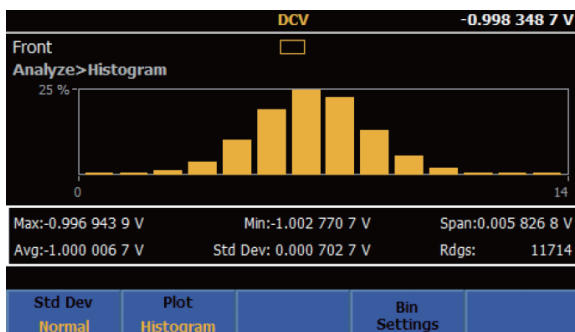 DCV -0.998 348 7 V
Front
Analyze>Histogram
25 %
0 14
Max:-0.996 943 9 V Min:-1.002 770 7 V Span:0.005 826 8 V
Avg:-1.000 006 7 V Std Dev: 0.000 702 7 V Rdgs: 11714
Std Dev Plot Bin
Normal Histogram Settings